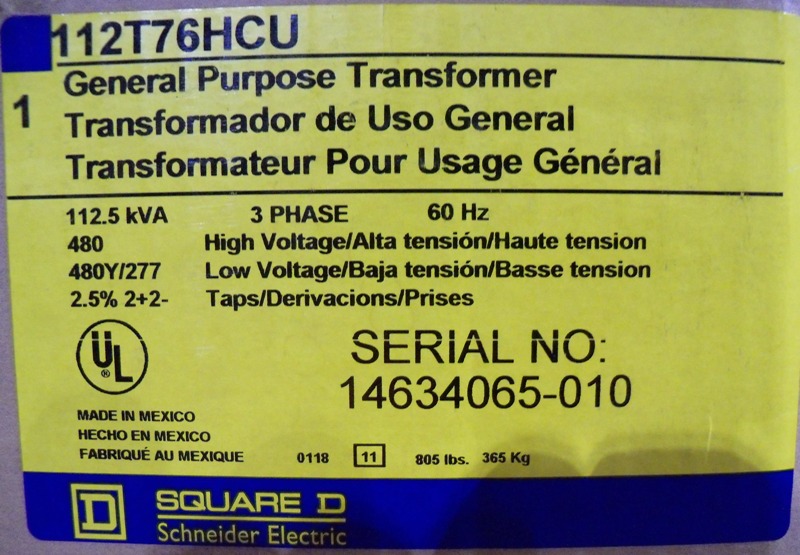 112T76HCU
1
General Purpose Transformer
Transformador de Uso General
Transformateur Pour Usage Général
112.5 kVA 3 PHASE 60 Hz
480 High Voltage/Alta tensión/Haute tension
480Y/277 Low Voltage/Baja tensión/Basse tension
2.5% 2+2- Taps/Derivacions/Prises
UL ®
SERIAL NO:
14634065-010
MADE IN MEXICO
HECHO EN MEXICO
FABRIQUÉ AU MEXIQUE 0118 11 805 lbs. 365 Kg
D SQUARE D
Schneider Electric